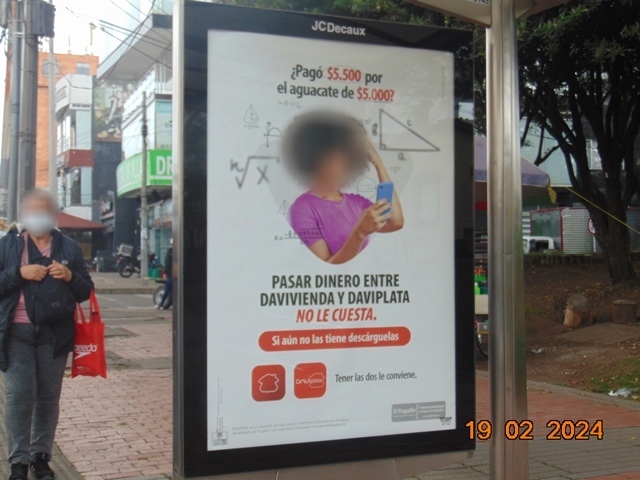 JCDecaux
¿Pagó $5.500 por
el aguacate de $5.000?
PASAR DINERO ENTRE
DAVIVIENDA Y DAVIPLATA
NO LE CUESTA.
Si aún no las tiene descárguelas
DaviPlata
Tener las dos le conviene.
19 02 2024